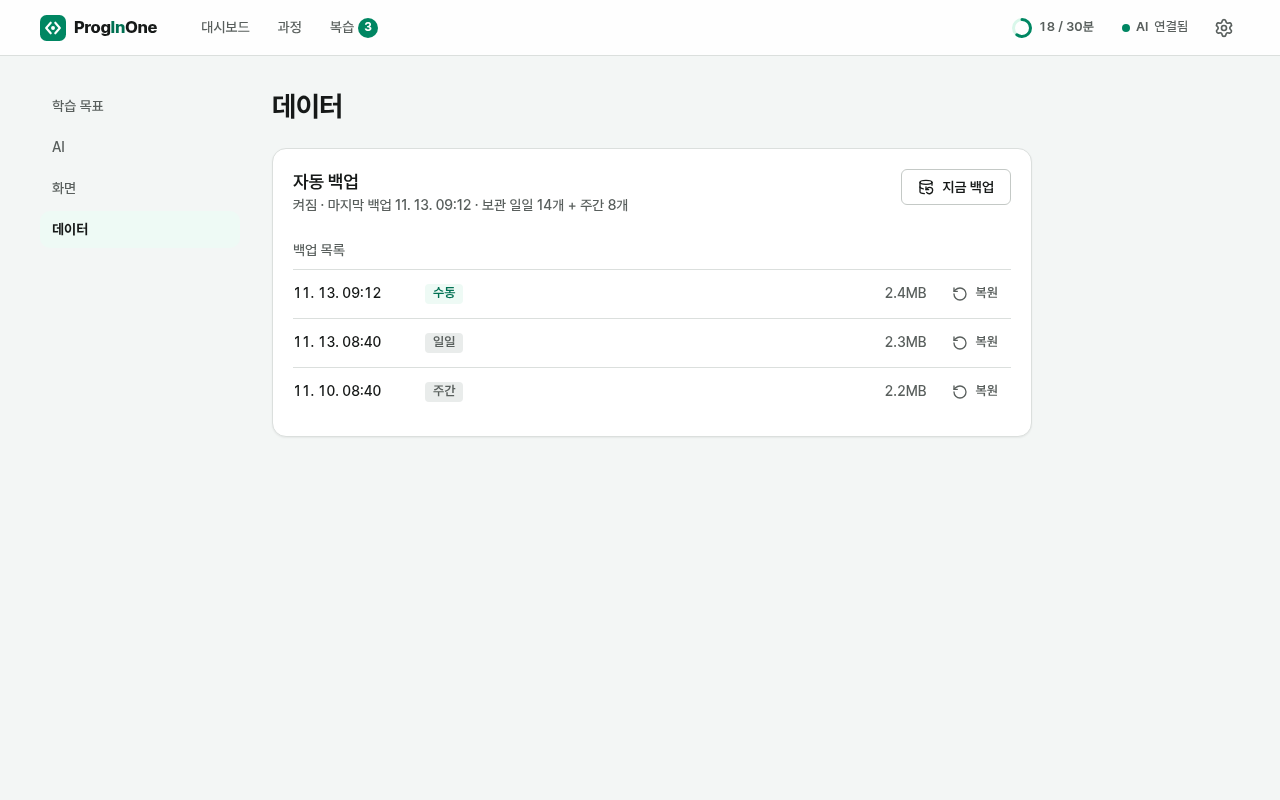 ProgInOne
대시보드
과정
복습 3
18 / 30분
AI 연결됨
학습 목표
AI
화면
데이터
데이터
자동 백업
켜짐 · 마지막 백업 11. 13. 09:12 · 보관 일일 14개 + 주간 8개
지금 백업
백업 목록
11. 13. 09:12 수동 2.4MB 복원
11. 13. 08:40 일일 2.3MB 복원
11. 10. 08:40 주간 2.2MB 복원